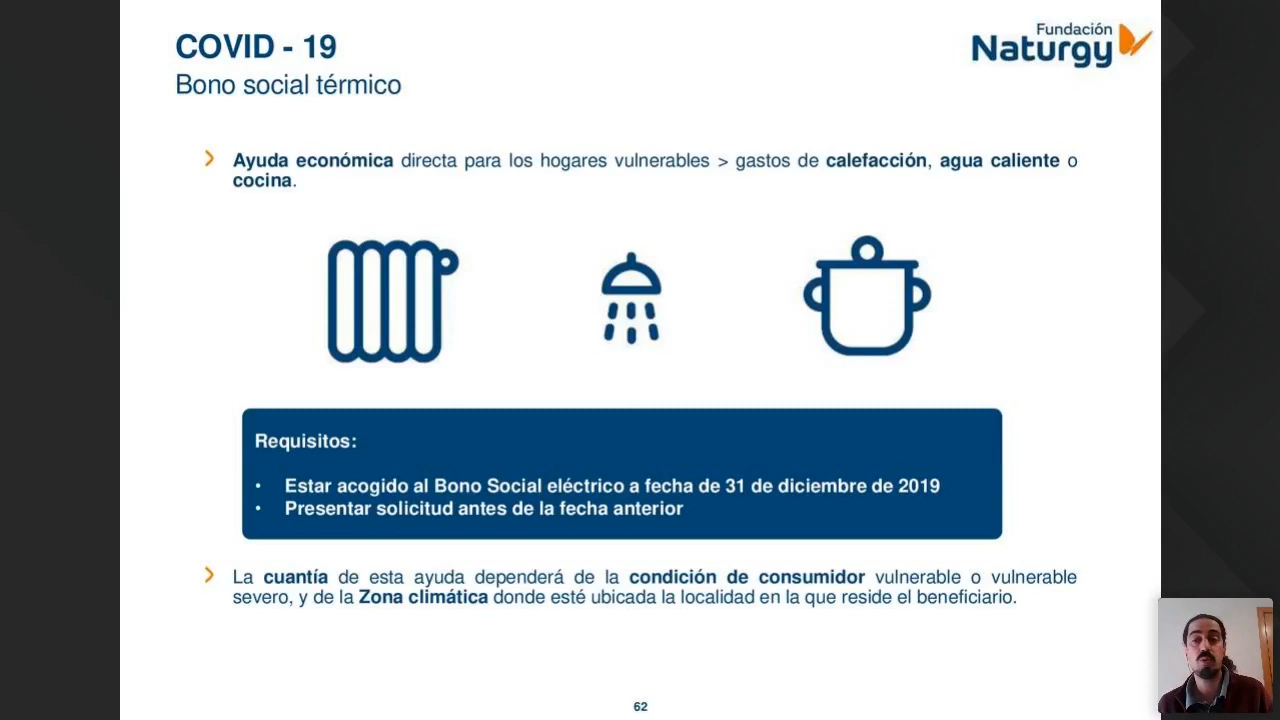 COVID - 19
Bono social térmico
Fundación
Naturgy
Ayuda económica directa para los hogares vulnerables > gastos de calefacción, agua caliente o
cocina.
Requisitos:
• Estar acogido al Bono Social eléctrico a fecha de 31 de diciembre de 2019
• Presentar solicitud antes de la fecha anterior
La cuantía de esta ayuda dependerá de la condición de consumidor vulnerable o vulnerable
severo, y de la Zona climática donde esté ubicada la localidad en la que reside el beneficiario.
62